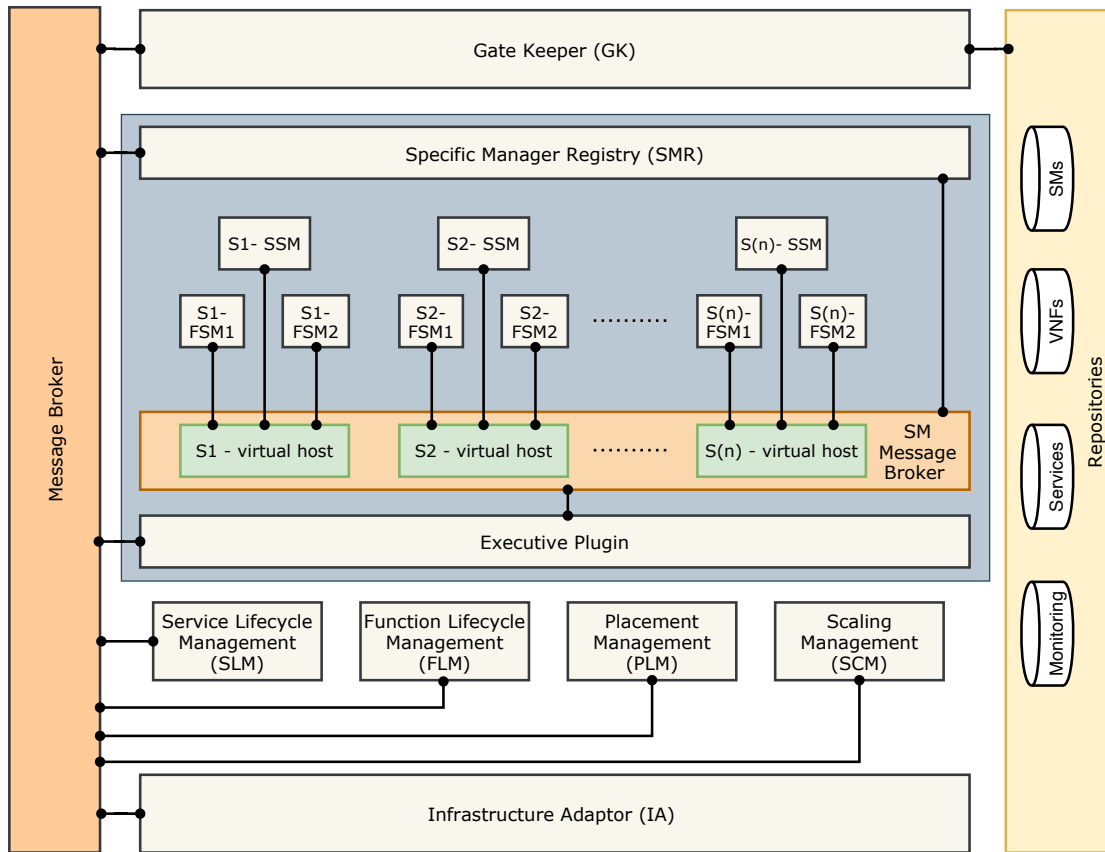 Message Broker
Gate Keeper (GK)
Repositories
SMs
VNFs
Services
Monitoring
Specific Manager Registry (SMR)
S1- SSM
S2- SSM
S(n)- SSM
S1-
FSM1
S1-
FSM2
S2-
FSM1
S2-
FSM2
..........
S(n)-
FSM1
S(n)-
FSM2
S1 - virtual host
S2 - virtual host
..........
S(n) - virtual host
SM
Message
Broker
Executive Plugin
Service Lifecycle
Management
(SLM)
Function Lifecycle
Management
(FLM)
Placement
Management
(PLM)
Scaling
Management
(SCM)
Infrastructure Adaptor (IA)